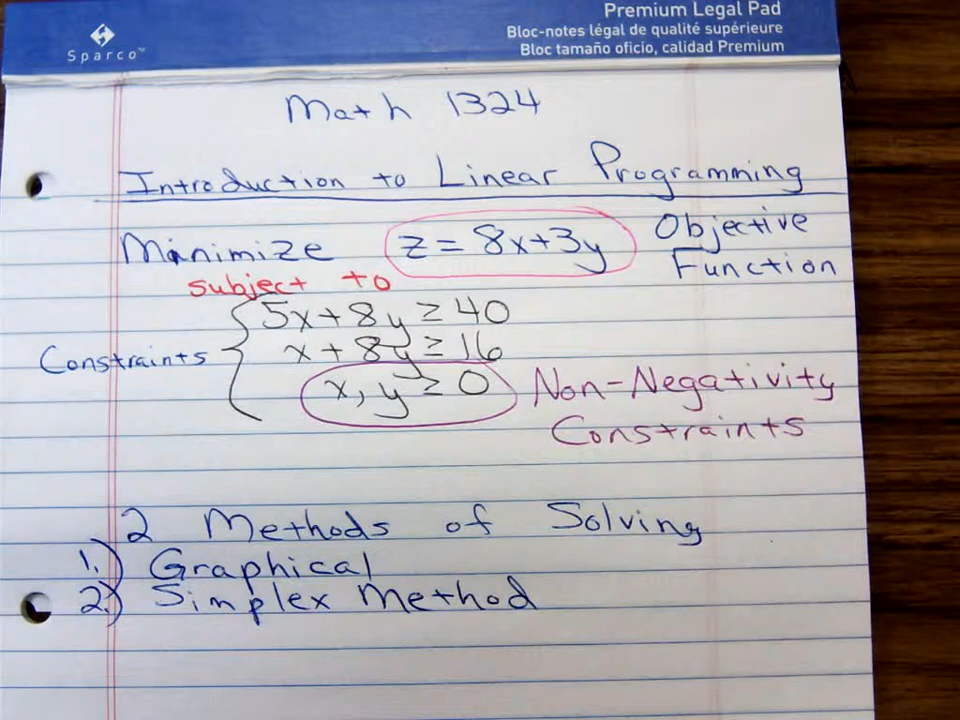 Sparco™
Premium Legal Pad
Bloc-notes légal de qualité supérieure
Bloc tamaño oficio, calidad Premium
Math 1324
Introduction to Linear Programming
Minimize z = 8x+3y Objective
Function
subject to
5x+8y ≥ 40
Constraints x + 8y ≥ 16
x, y ≥ 0 Non-Negativity
Constraints
2 Methods of Solving
1.) Graphical
2.) Simplex Method